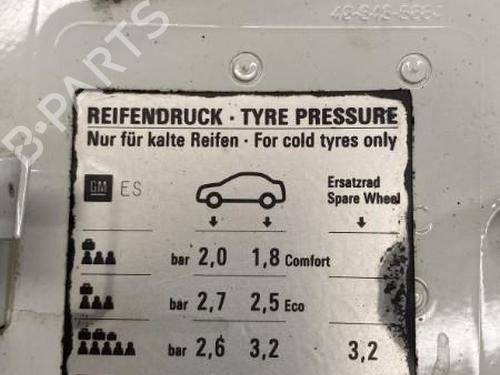 B-PARTS
REIFENDRUCK · TYRE PRESSURE
Nur für kalte Reifen · For cold tyres only
GM ES
Ersatzrad
Spare Wheel
bar 2,0 1,8 Comfort
bar 2,7 2,5 Eco
bar 2,6 3,2 3,2